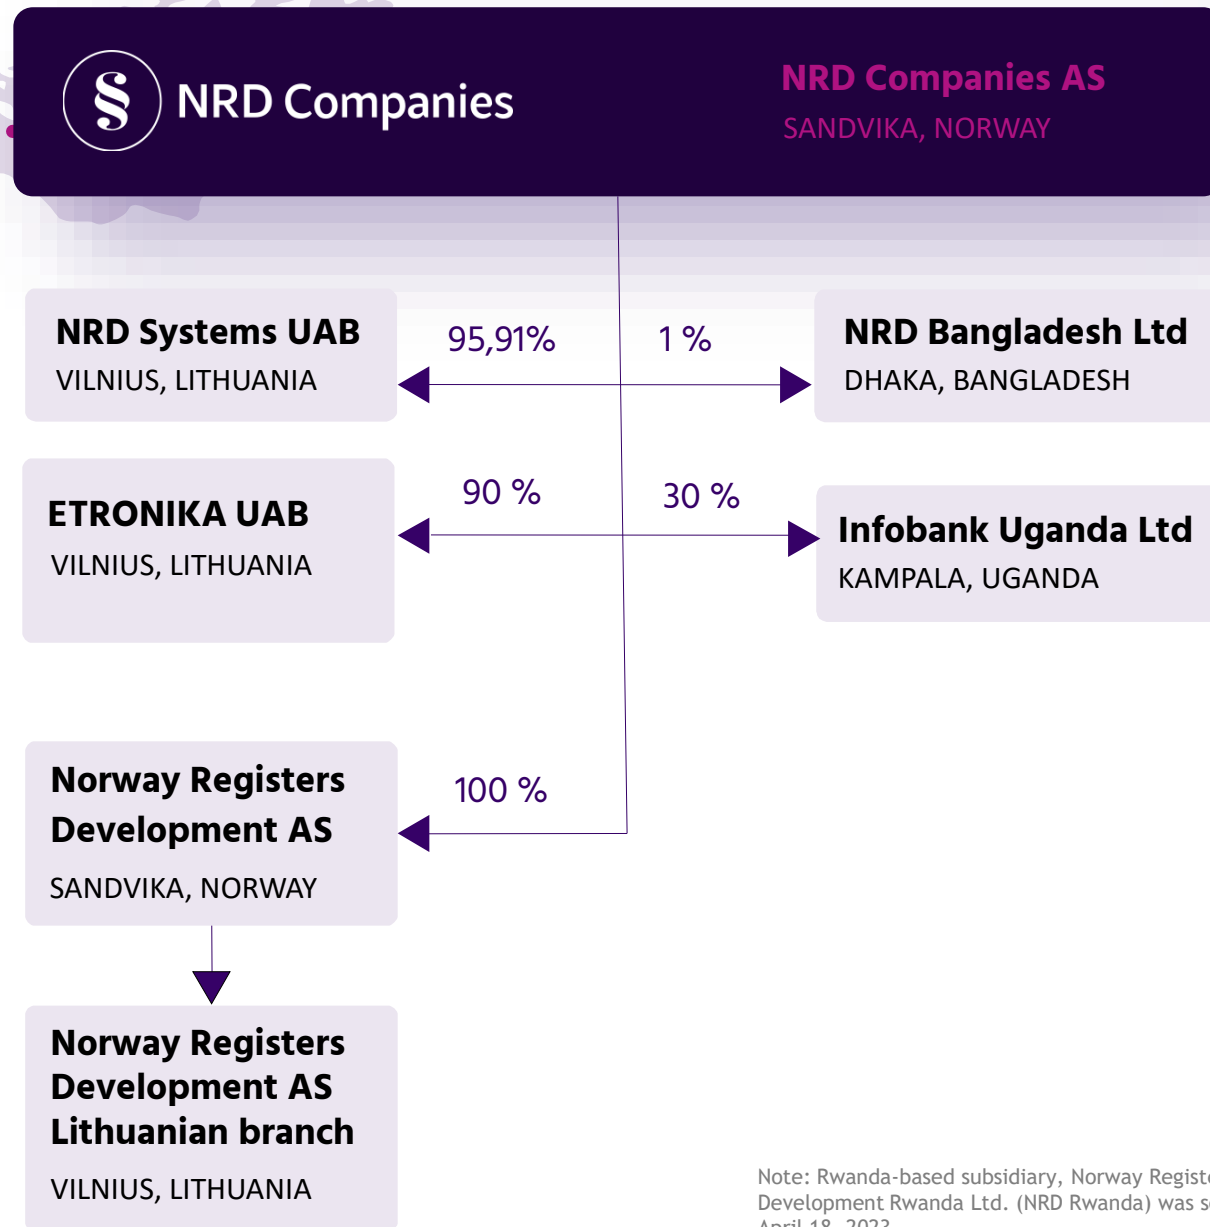 § NRD Companies
NRD Companies AS
SANDVIKA, NORWAY
NRD Systems UAB
VILNIUS, LITHUANIA
95,91%
1 %
NRD Bangladesh Ltd
DHAKA, BANGLADESH
ETRONIKA UAB
VILNIUS, LITHUANIA
90 %
30 %
Infobank Uganda Ltd
KAMPALA, UGANDA
Norway Registers
Development AS
SANDVIKA, NORWAY
100 %
Norway Registers
Development AS
Lithuanian branch
VILNIUS, LITHUANIA
Note: Rwanda-based subsidiary, Norway
Development Rwanda Ltd. (NRD Rwanda) was
April 18, 2023